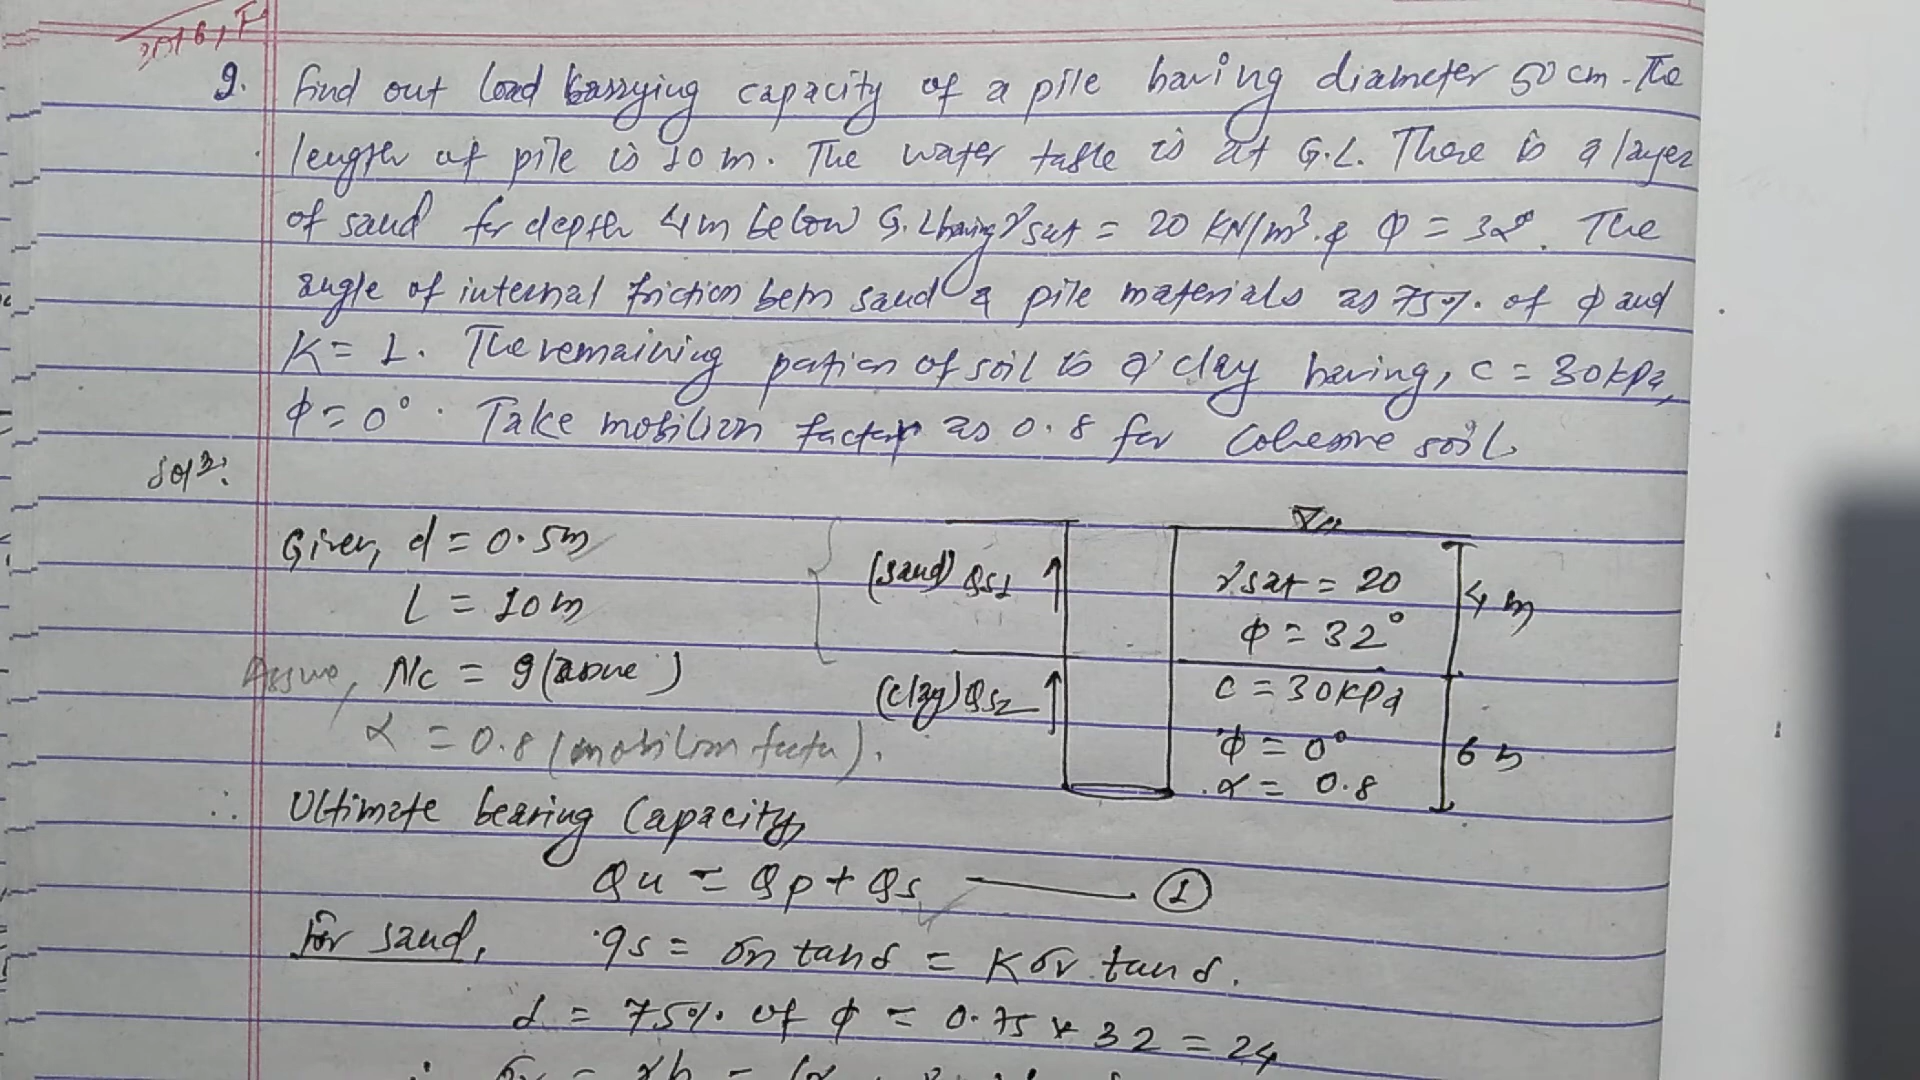 2016, F
9. Find out load carrying capacity of a pile having diameter 50 cm. The
length of pile is 10 m. The water table is at G.L. There is a layer
of sand for depth 4m below G.L having γsat = 20 KN/m³ & φ = 32°. The
angle of internal friction betn sand & pile materials as 75% of φ and
K = 1. The remaining portion of soil is a clay having, c = 30kPa,
φ = 0°. Take mobilizn factor as 0.8 for cohesive soil.
Soln:
Given, d = 0.5m
L = 10m
Assume, Nc = 9 (assume)
α = 0.8 (mobilizn factor).
(sand) Qs1
(clay) Qs2
γsat = 20
φ = 32°
4 m
c = 30kPa
φ = 0°
α = 0.8
6 m
∴ Ultimate bearing capacity,
Qu = Qp + Qs ①
For sand, qs = σn tanδ = Kσv tanδ.
δ = 75% of φ = 0.75 * 32 = 24